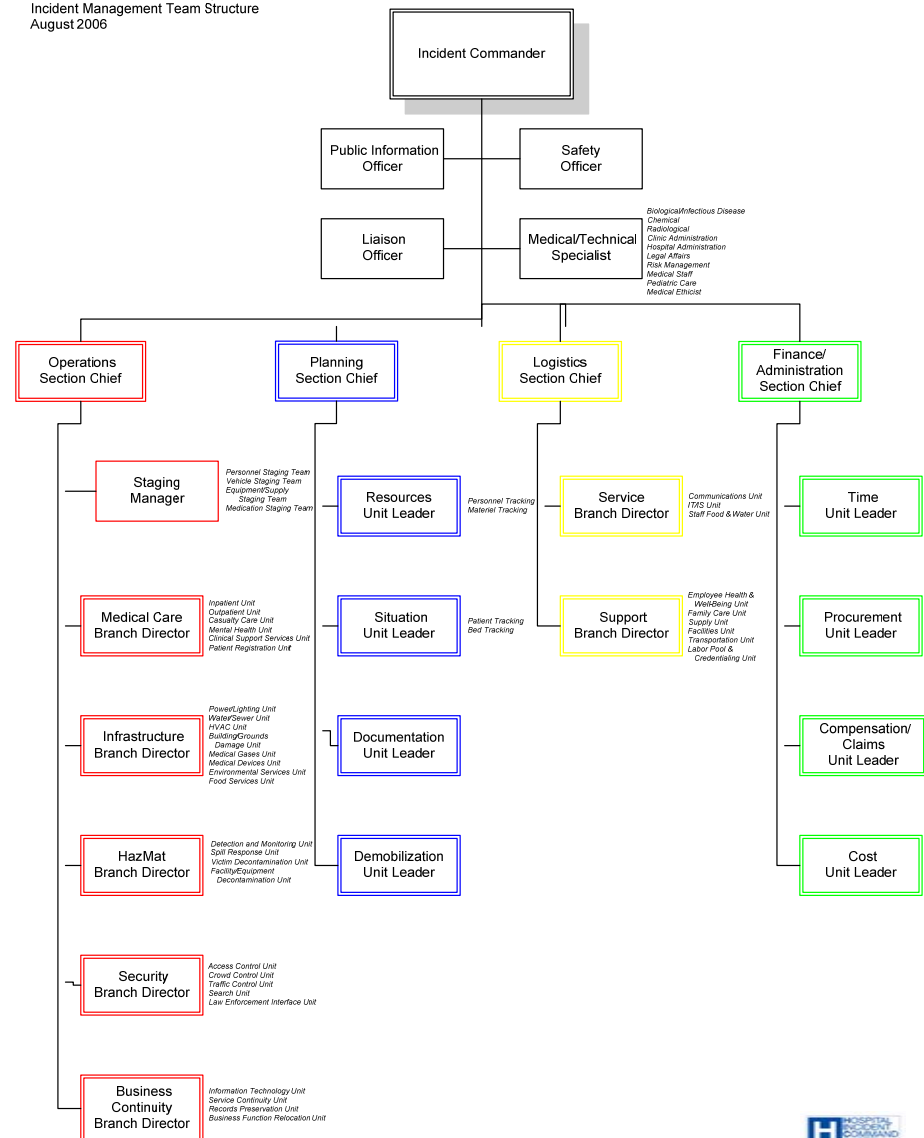 Incident Management Team Structure
August 2006
Incident Commander
Public Information
Officer
Safety
Officer
Liaison
Officer
Medical/Technical
Specialist
Biological/Infectious Disease
Chemical
Radiological
Clinic Administration
Hospital Administration
Legal Affairs
Risk Management
Medical Staff
Pediatric Care
Medical Ethicist
Operations
Section Chief
Planning
Section Chief
Logistics
Section Chief
Finance/
Administration
Section Chief
Staging
Manager
Personnel Staging Team
Vehicle Staging Team
Equipment/Supply
Staging Team
Medication Staging Team
Resources
Unit Leader
Personnel Tracking
Materiel Tracking
Service
Branch Director
Communications Unit
IT/IS Unit
Staff Food & Water Unit
Time
Unit Leader
Medical Care
Branch Director
Inpatient Unit
Outpatient Unit
Casualty Care Unit
Mental Health Unit
Clinical Support Services Unit
Patient Registration Unit
Situation
Unit Leader
Patient Tracking
Bed Tracking
Support
Branch Director
Employee Health &
Well-Being Unit
Family Care Unit
Supply Unit
Facilities Unit
Transportation Unit
Labor Pool &
Credentialing Unit
Procurement
Unit Leader
Infrastructure
Branch Director
Power/Lighting Unit
Water/Sewer Unit
HVAC Unit
Building/Grounds
Damage Unit
Medical Gases Unit
Medical Devices Unit
Environmental Services Unit
Food Services Unit
Documentation
Unit Leader
Compensation/
Claims
Unit Leader
HazMat
Branch Director
Detection and Monitoring Unit
Spill Response Unit
Victim Decontamination Unit
Facility/Equipment
Decontamination Unit
Demobilization
Unit Leader
Cost
Unit Leader
Security
Branch Director
Access Control Unit
Crowd Control Unit
Traffic Control Unit
Search Unit
Law Enforcement Interface Unit
Business
Continuity
Branch Director
Information Technology Unit
Service Continuity Unit
Records Preservation Unit
Business Function Relocation Unit
H
HOSPITAL
INCIDENT
COMMAND